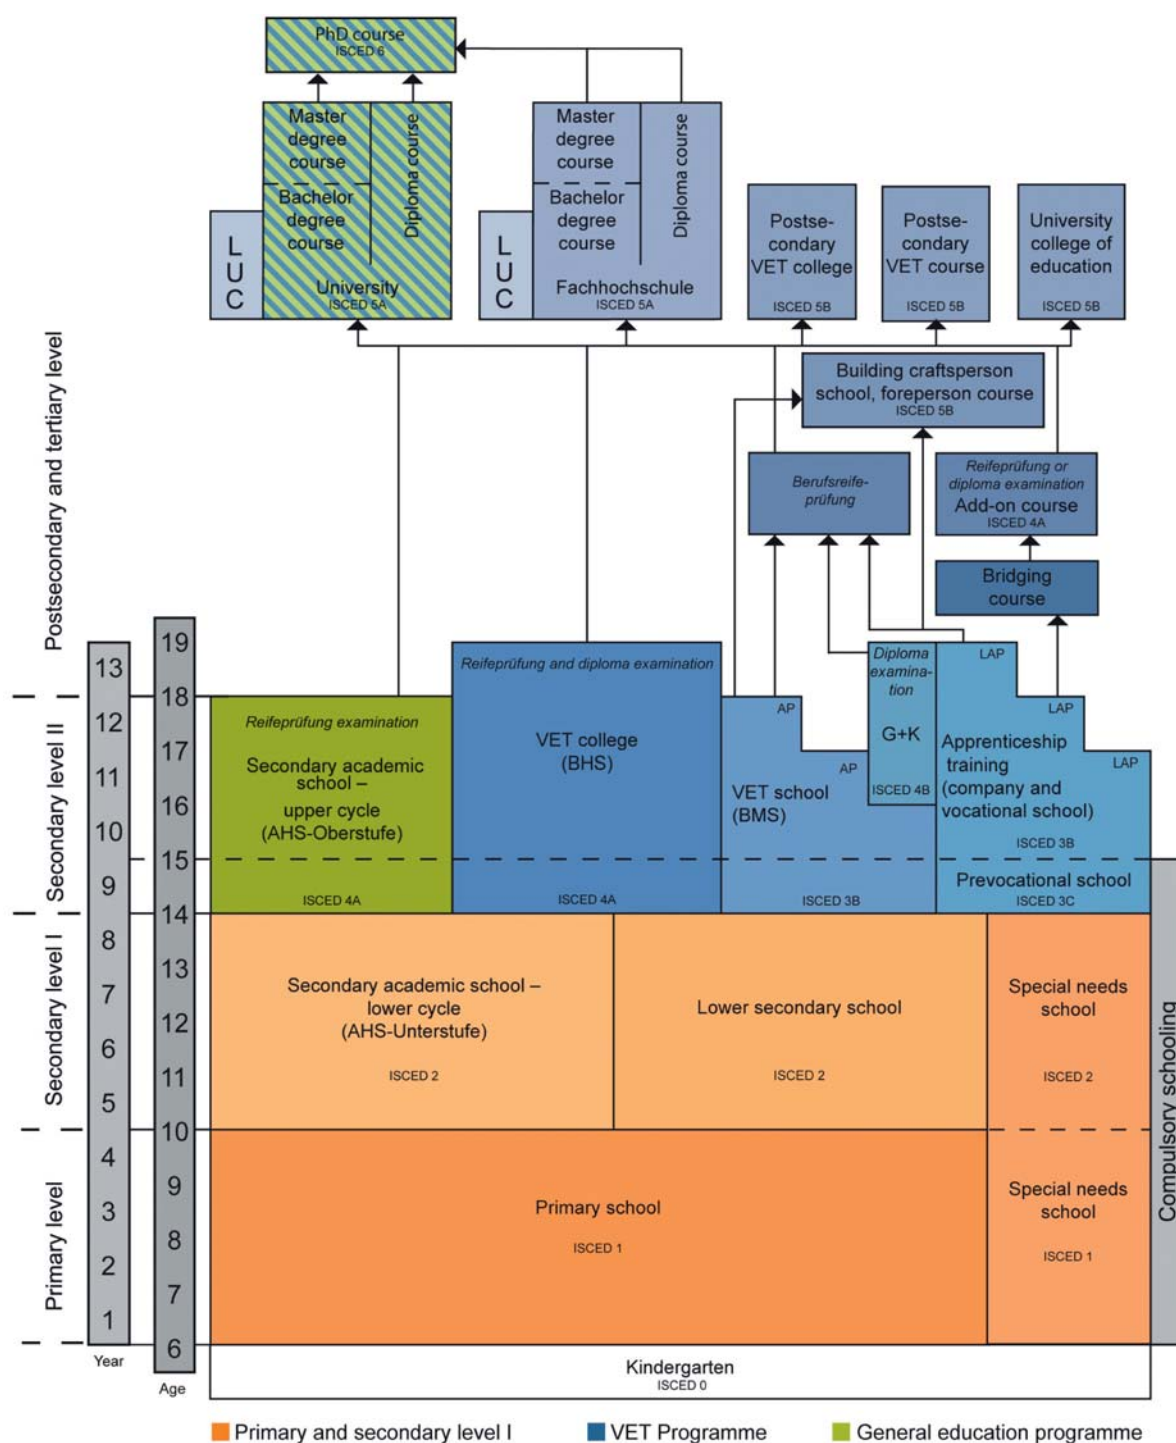 PhD course
ISCED 6
Master
degree
course
Bachelor
degree
course
Diploma course
University
ISCED 5A
L
U
C
Master
degree
course
Bachelor
degree
course
Diploma course
Fachhochschule
ISCED 5A
L
U
C
Postse-
condary
VET college
ISCED 5B
Postse-
condary
VET course
ISCED 5B
University
college of
education
ISCED 5B
Building craftsperson
school, foreperson course
ISCED 5B
Berufsreife-
prüfung
Reifeprüfung or
diploma examination
Add-on course
ISCED 4A
Bridging
course
Postsecondary and tertiary level
Secondary level II
Secondary level I
Primary level
13
12
11
10
9
8
7
6
5
4
3
2
1
Year
19
18
17
16
15
14
13
12
11
10
9
8
7
6
Age
Reifeprüfung examination
Secondary academic
school –
upper cycle
(AHS-Oberstufe)
ISCED 4A
Reifeprüfung and diploma examination
VET college
(BHS)
ISCED 4A
AP
AP
VET school
(BMS)
ISCED 3B
Diploma
examina-
tion
G+K
ISCED 4B
LAP
LAP
LAP
Apprenticeship
training
(company and
vocational school)
ISCED 3B
Prevocational school
ISCED 3C
Secondary academic school –
lower cycle
(AHS-Unterstufe)
ISCED 2
Lower secondary school
ISCED 2
Special needs
school
ISCED 2
Primary school
ISCED 1
Special needs
school
ISCED 1
Compulsory schooling
Kindergarten
ISCED 0
Primary and secondary level I
VET Programme
General education programme